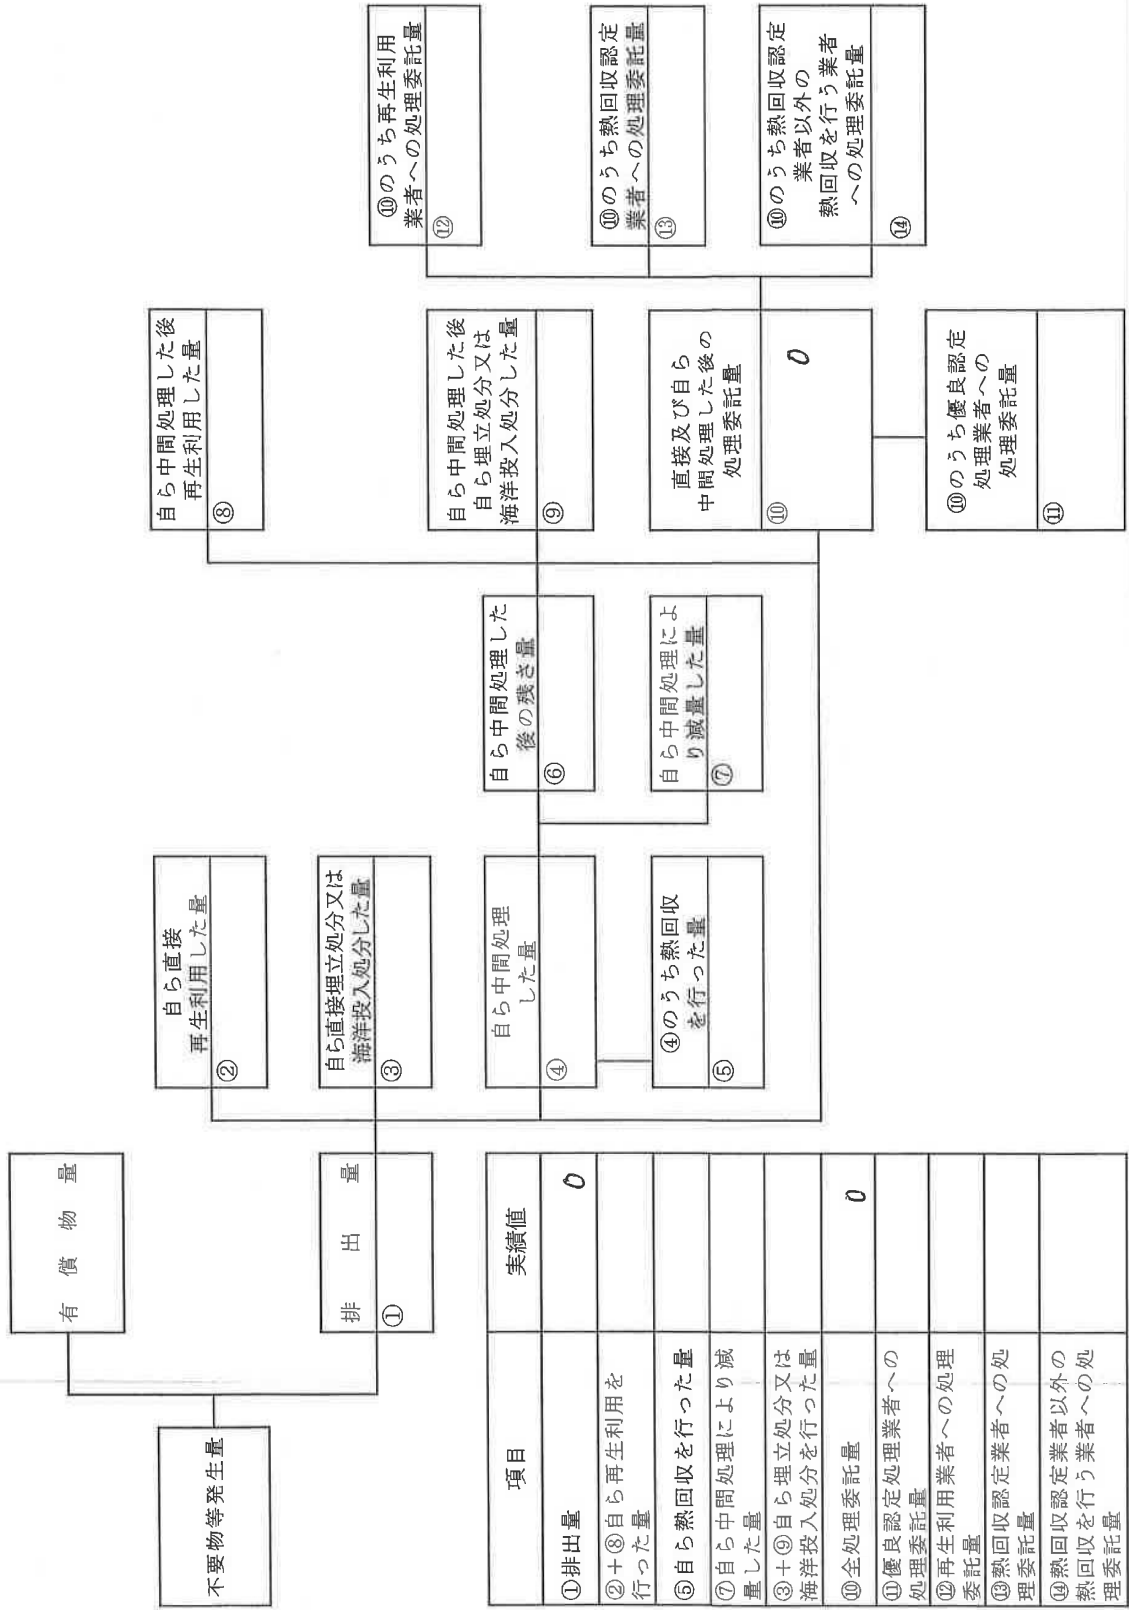 不要物等発生量
有償物量
排出量
①
自ら直接
再生利用した量
②
自ら直接埋立処分又は
海洋投入処分した量
③
自ら中間処理
した量
④
④のうち熱回収
を行った量
⑤
自ら中間処理した
後の残さ量
⑥
自ら中間処理によ
り減量した量
⑦
自ら中間処理した後
再生利用した量
⑧
自ら中間処理した後
自ら埋立処分又は
海洋投入処分した量
⑨
直接及び自ら
中間処理した後の
処理委託量
⑩
0
⑩のうち優良認定
処理業者への
処理委託量
⑪
⑩のうち再生利用
業者への処理委託量
⑫
⑩のうち熱回収認定
業者への処理委託量
⑬
⑩のうち熱回収認定
業者以外の
熱回収を行う業者
への処理委託量
⑭
項目 実績値
①排出量 0
②+⑧自ら再生利用を
行った量
⑤自ら熱回収を行った量
⑦自ら中間処理により減
量した量
③+⑨自ら埋立処分又は
海洋投入処分を行った量
⑩全処理委託量 0
⑪優良認定処理業者への
処理委託量
⑫再生利用業者への処理
委託量
⑬熱回収認定業者への処
理委託量
⑭熱回収認定業者以外の
熱回収を行う業者への処
理委託量